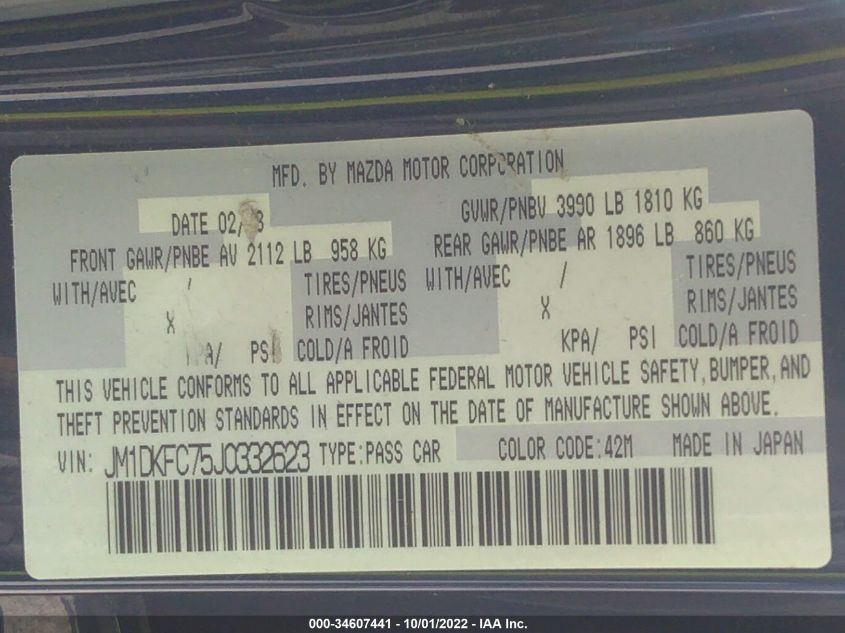 MFD. BY MAZDA MOTOR CORPORATION
DATE 02/ 8 GVWR/PNBV 3990 LB 1810 KG
FRONT GAWR/PNBE AV 2112 LB 958 KG REAR GAWR/PNBE AR 1896 LB 860 KG
WITH/AVEC / TIRES/PNEUS WITH/AVEC / TIRES/PNEUS
X RIMS/JANTES X RIMS/JANTES
PSI COLD/A FROID KPA/ PSI COLD/A FROID
THIS VEHICLE CONFORMS TO ALL APPLICABLE FEDERAL MOTOR VEHICLE SAFETY, BUMPER, AND
THEFT PREVENTION STANDARDS IN EFFECT ON THE DATE OF MANUFACTURE SHOWN ABOVE.
VIN: JM1DKFC75J0332623 TYPE:PASS CAR COLOR CODE:42M MADE IN JAPAN
000-34607441 - 10/01/2022 - IAA Inc.